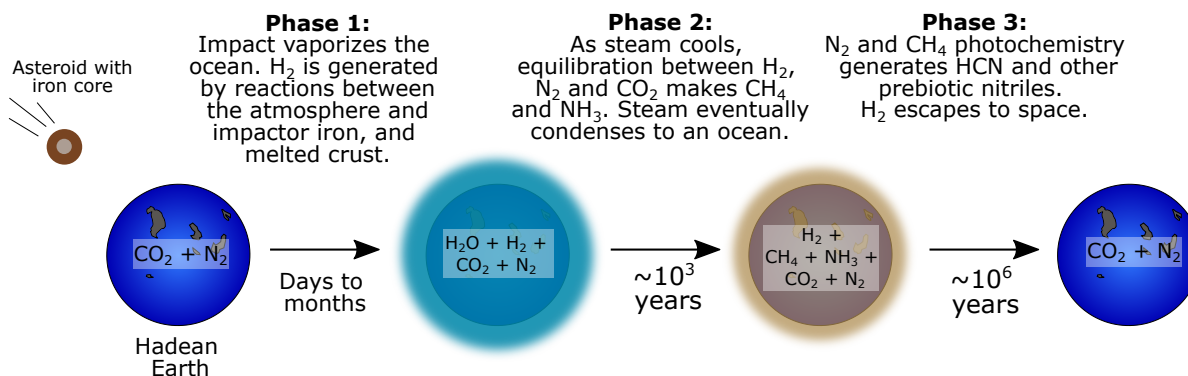 Asteroid with
iron core
Phase 1:
Impact vaporizes the
ocean. H₂ is generated
by reactions between
the atmosphere and
impactor iron, and
melted crust.
Phase 2:
As steam cools,
equilibration between H₂,
N₂ and CO₂ makes CH₄
and NH₃. Steam eventually
condenses to an ocean.
Phase 3:
N₂ and CH₄ photochemistry
generates HCN and other
prebiotic nitriles.
H₂ escapes to space.
CO₂ + N₂
Hadean
Earth
Days to
months
H₂O + H₂ +
CO₂ + N₂
~10³
years
H₂ +
CH₄ + NH₃ +
CO₂ + N₂
~10⁶
years
CO₂ + N₂